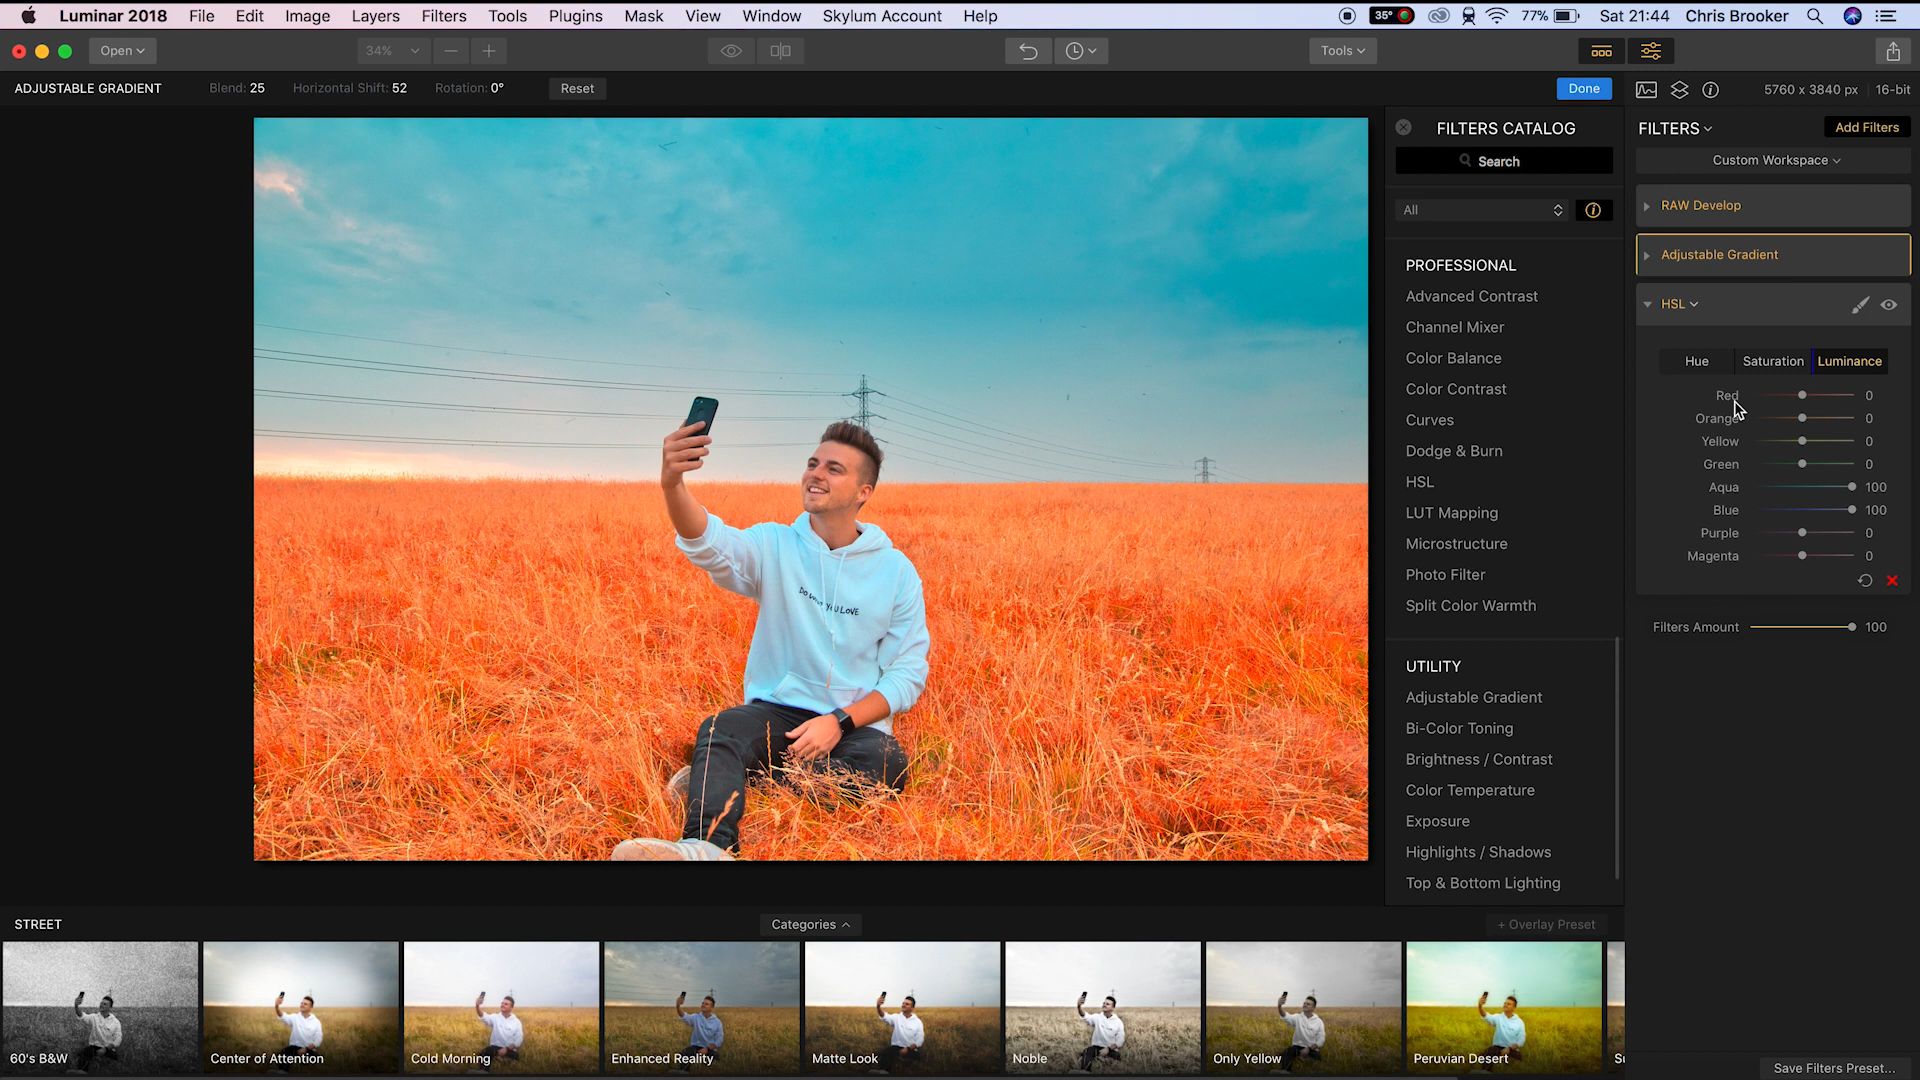 Luminar 2018 File Edit Image Layers Filters Tools Plugins Mask View Window Skylum Account Help 35° 77% Sat 21:44 Chris Brooker
Open 34% Tools
ADJUSTABLE GRADIENT Blend: 25 Horizontal Shift: 52 Rotation: 0° Reset Done 5760 x 3840 px 16-bit
FILTERS CATALOG
Search
All
PROFESSIONAL
Advanced Contrast
Channel Mixer
Color Balance
Color Contrast
Curves
Dodge & Burn
HSL
LUT Mapping
Microstructure
Photo Filter
Split Color Warmth
UTILITY
Adjustable Gradient
Bi-Color Toning
Brightness / Contrast
Color Temperature
Exposure
Highlights / Shadows
Top & Bottom Lighting
FILTERS Add Filters
Custom Workspace
RAW Develop
Adjustable Gradient
HSL
Hue Saturation Luminance
Red 0
Orange 0
Yellow 0
Green 0
Aqua 100
Blue 100
Purple 0
Magenta 0
Filters Amount 100
DO WHAT YOU LOVE
STREET Categories + Overlay Preset
60's B&W Center of Attention Cold Morning Enhanced Reality Matte Look Noble Only Yellow Peruvian Desert
Save Filters Preset...